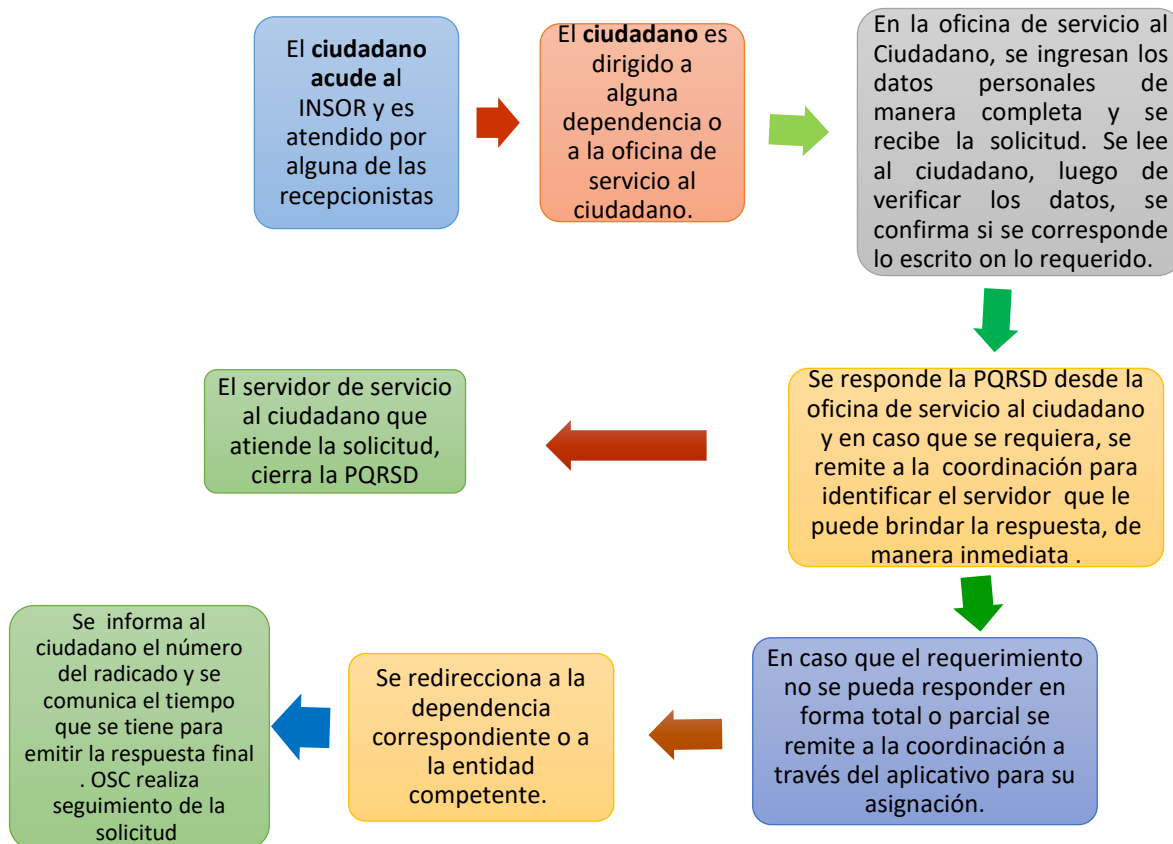 El ciudadano
acude al
INSOR y es
atendido por
alguna de las
recepcionistas
El ciudadano es
dirigido a
alguna
dependencia o
a la oficina de
servicio al
ciudadano.
En la oficina de servicio al
Ciudadano, se ingresan los
datos personales de
manera completa y se
recibe la solicitud. Se lee
al ciudadano, luego de
verificar los datos, se
confirma si se corresponde
lo escrito on lo requerido.
Se responde la PQRSD desde la
oficina de servicio al ciudadano
y en caso que se requiera, se
remite a la coordinación para
identificar el servidor que le
puede brindar la respuesta, de
manera inmediata .
El servidor de servicio
al ciudadano que
atiende la solicitud,
cierra la PQRSD
En caso que el requerimiento
no se pueda responder en
forma total o parcial se
remite a la coordinación a
través del aplicativo para su
asignación.
Se redirecciona a la
dependencia
correspondiente o a
la entidad
competente.
Se informa al
ciudadano el número
del radicado y se
comunica el tiempo
que se tiene para
emitir la respuesta final
. OSC realiza
seguimiento de la
solicitud